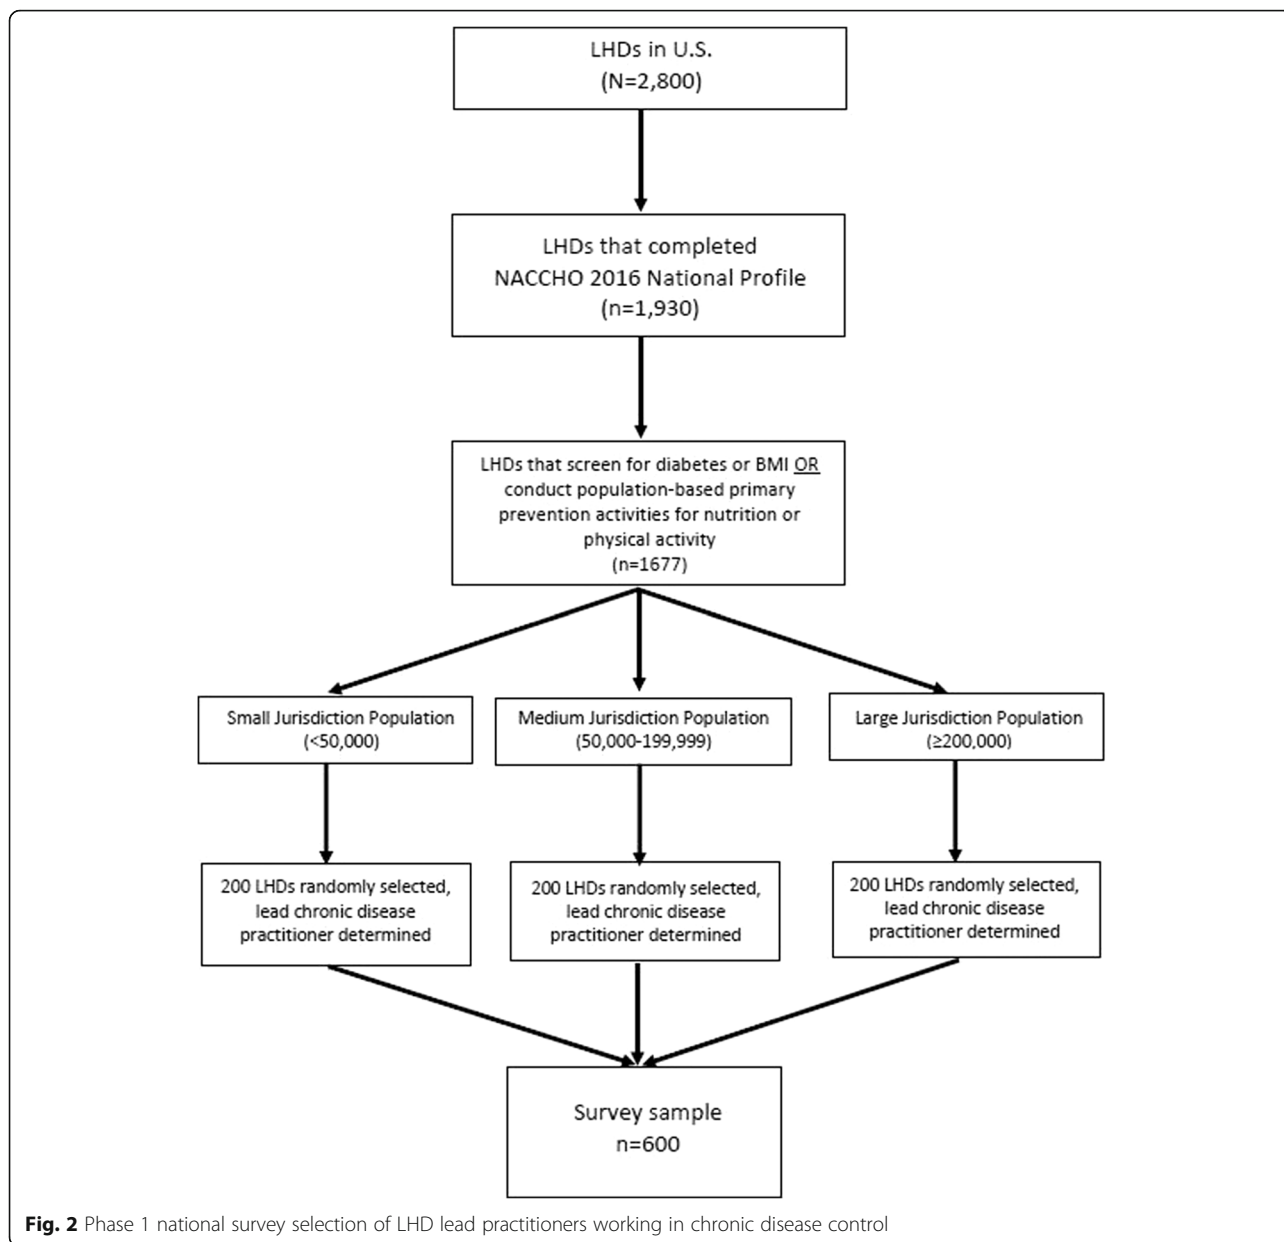 LHDs in U.S.
(N=2,800)
LHDs that completed
NACCHO 2016 National Profile
(n=1,930)
LHDs that screen for diabetes or BMI OR
conduct population-based primary
prevention activities for nutrition or
physical activity
(n=1677)
Small Jurisdiction Population
(<50,000)
Medium Jurisdiction Population
(50,000-199,999)
Large Jurisdiction Population
(≥200,000)
200 LHDs randomly selected,
lead chronic disease
practitioner determined
200 LHDs randomly selected,
lead chronic disease
practitioner determined
200 LHDs randomly selected,
lead chronic disease
practitioner determined
Survey sample
n=600
Fig. 2 Phase 1 national survey selection of LHD lead practitioners working in chronic disease control